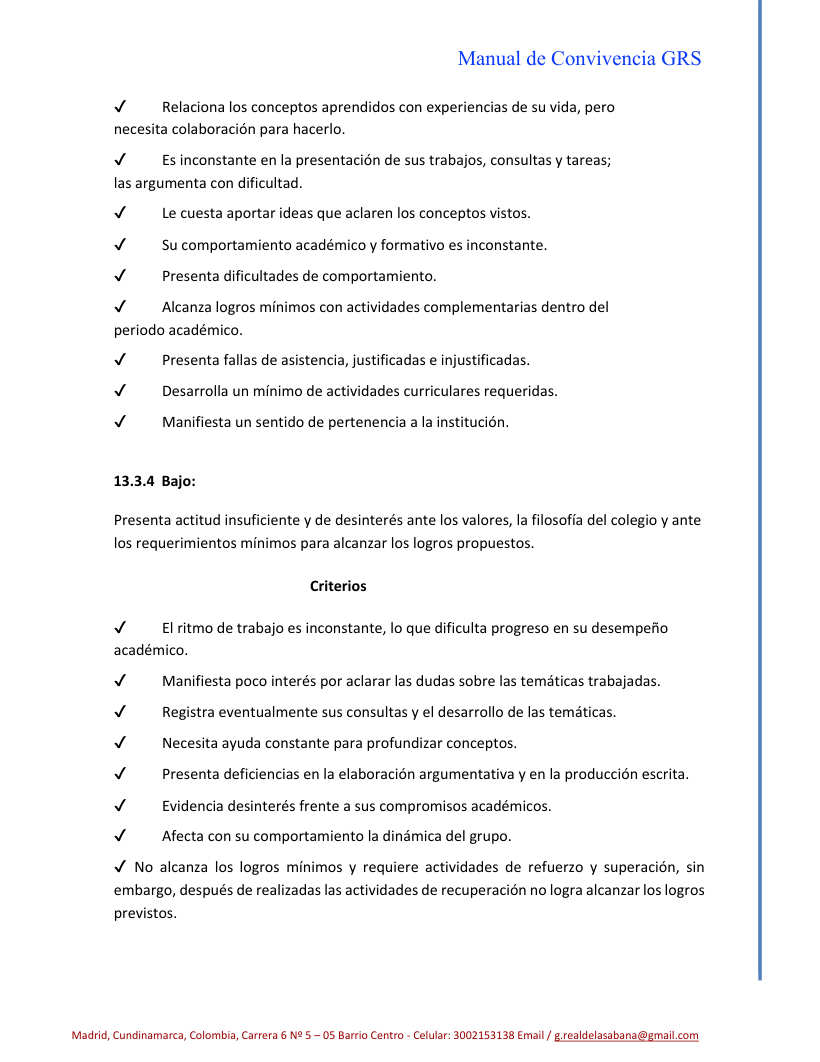 Manual de Convivencia GRS
✓ Relaciona los conceptos aprendidos con experiencias de su vida, pero
necesita colaboración para hacerlo.
✓ Es inconstante en la presentación de sus trabajos, consultas y tareas;
las argumenta con dificultad.
✓ Le cuesta aportar ideas que aclaren los conceptos vistos.
✓ Su comportamiento académico y formativo es inconstante.
✓ Presenta dificultades de comportamiento.
✓ Alcanza logros mínimos con actividades complementarias dentro del
periodo académico.
✓ Presenta fallas de asistencia, justificadas e injustificadas.
✓ Desarrolla un mínimo de actividades curriculares requeridas.
✓ Manifiesta un sentido de pertenencia a la institución.
13.3.4 Bajo:
Presenta actitud insuficiente y de desinterés ante los valores, la filosofía del colegio y ante
los requerimientos mínimos para alcanzar los logros propuestos.
Criterios
✓ El ritmo de trabajo es inconstante, lo que dificulta progreso en su desempeño
académico.
✓ Manifiesta poco interés por aclarar las dudas sobre las temáticas trabajadas.
✓ Registra eventualmente sus consultas y el desarrollo de las temáticas.
✓ Necesita ayuda constante para profundizar conceptos.
✓ Presenta deficiencias en la elaboración argumentativa y en la producción escrita.
✓ Evidencia desinterés frente a sus compromisos académicos.
✓ Afecta con su comportamiento la dinámica del grupo.
✓ No alcanza los logros mínimos y requiere actividades de refuerzo y superación, sin
embargo, después de realizadas las actividades de recuperación no logra alcanzar los logros
previstos.
Madrid, Cundinamarca, Colombia, Carrera 6 Nº 5 – 05 Barrio Centro - Celular: 3002153138 Email / g.realdelasabana@gmail.com